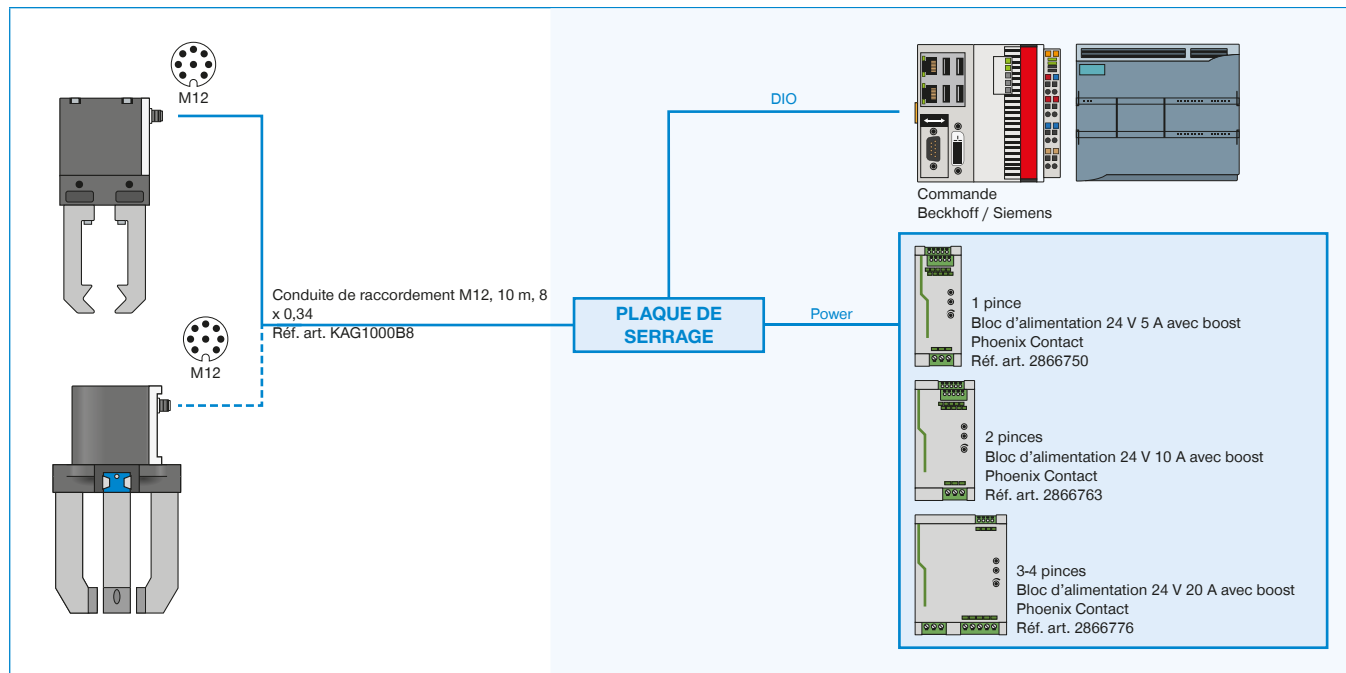 M12
DIO
Commande
Beckhoff / Siemens
Conduite de raccordement M12, 10 m, 8
x 0,34
Réf. art. KAG1000B8
M12
PLAQUE DE
SERRAGE
Power
1 pince
Bloc d'alimentation 24 V 5 A avec boost
Phoenix Contact
Réf. art. 2866750
2 pinces
Bloc d'alimentation 24 V 10 A avec boost
Phoenix Contact
Réf. art. 2866763
3-4 pinces
Bloc d'alimentation 24 V 20 A avec boost
Phoenix Contact
Réf. art. 2866776